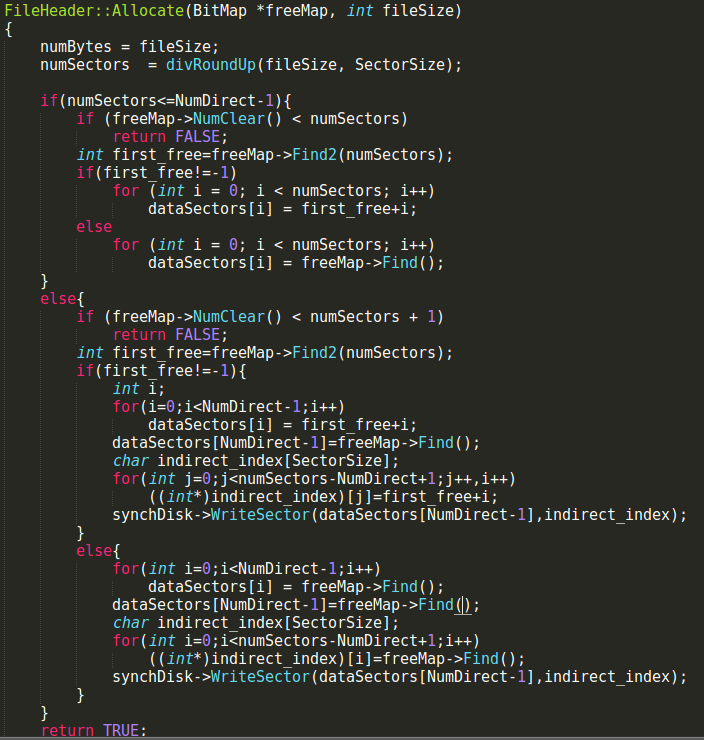 FileHeader::Allocate(BitMap *freeMap, int fileSize)
{
    numBytes = fileSize;
    numSectors  = divRoundUp(fileSize, SectorSize);

    if(numSectors<=NumDirect-1){
        if (freeMap->NumClear() < numSectors)
            return FALSE;
        int first_free=freeMap->Find2(numSectors);
        if(first_free!=-1)
            for (int i = 0; i < numSectors; i++)
                dataSectors[i] = first_free+i;
        else
            for (int i = 0; i < numSectors; i++)
                dataSectors[i] = freeMap->Find();
    }
    else{
        if (freeMap->NumClear() < numSectors + 1)
            return FALSE;
        int first_free=freeMap->Find2(numSectors);
        if(first_free!=-1){
            int i;
            for(i=0;i<NumDirect-1;i++)
                dataSectors[i] = first_free+i;
            dataSectors[NumDirect-1]=freeMap->Find();
            char indirect_index[SectorSize];
            for(int j=0;j<numSectors-NumDirect+1;j++,i++)
                ((int*)indirect_index)[j]=first_free+i;
            synchDisk->WriteSector(dataSectors[NumDirect-1],indirect_index);
        }
        else{
            for(int i=0;i<NumDirect-1;i++)
                dataSectors[i] = freeMap->Find();
            dataSectors[NumDirect-1]=freeMap->Find();
            char indirect_index[SectorSize];
            for(int i=0;i<numSectors-NumDirect+1;i++)
                ((int*)indirect_index)[i]=freeMap->Find();
            synchDisk->WriteSector(dataSectors[NumDirect-1],indirect_index);
        }
    }
    return TRUE;